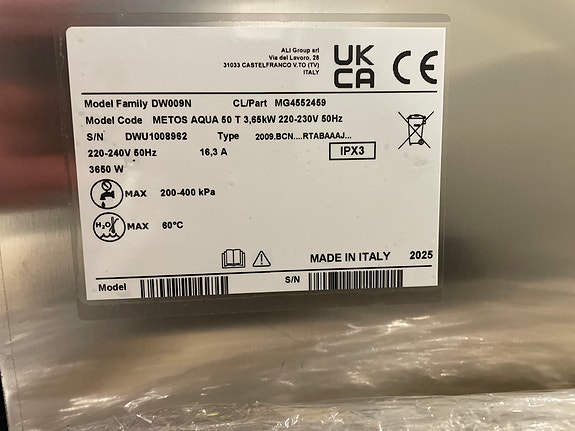 ALI Group srl
Via del Lavoro, 28
31033 CASTELFRANCO V.TO (TV)
ITALY
UK
CA
CE
Model Family DW009N CL/Part MG4552459
Model Code METOS AQUA 50 T 3,65kW 220-230V 50Hz
S/N DWU1008962 Type 2009.BCN....RTABAAAJ...
220-240V 50Hz 16,3 A IPX3
3650 W
MAX 200-400 kPa
H₂O MAX 60°C
MADE IN ITALY 2025
Model S/N